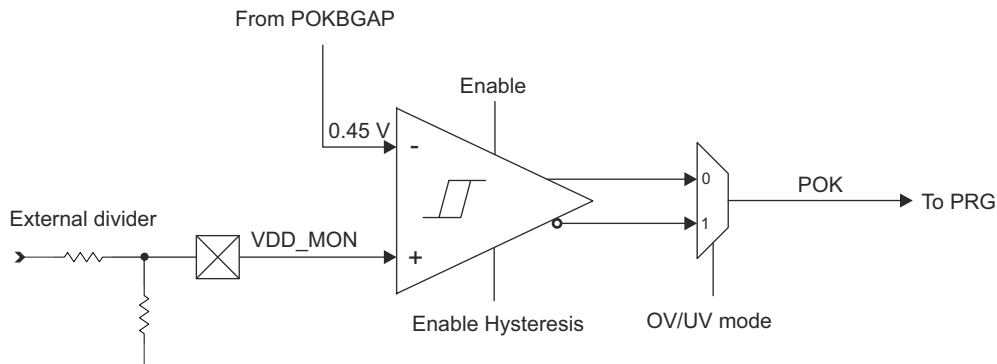 From POKBGAP
Enable
0.45 V
-
0
POK
To PRG
External divider
VDD_MON
1
+
Enable Hysteresis
OV/UV mode